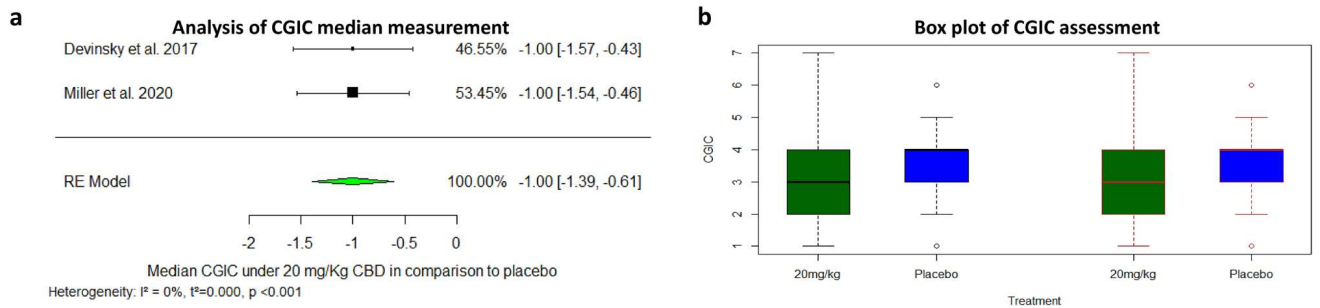 a
Analysis of CGIC median measurement
Devinsky et al. 2017 46.55% -1.00 [-1.57, -0.43]
Miller et al. 2020 53.45% -1.00 [-1.54, -0.46]
RE Model 100.00% -1.00 [-1.39, -0.61]
-2 -1 -1 -0.5 0
Median CGIC under 20 mg/Kg CBD in comparison to placebo
Heterogeneity: I² = 0%, t²=0.000, p <0.001
b
Box plot of CGIC assessment
CGIC
7
6
5
4
3
2
1
20mg/kg Placebo 20mg/kg Placebo
Treatment